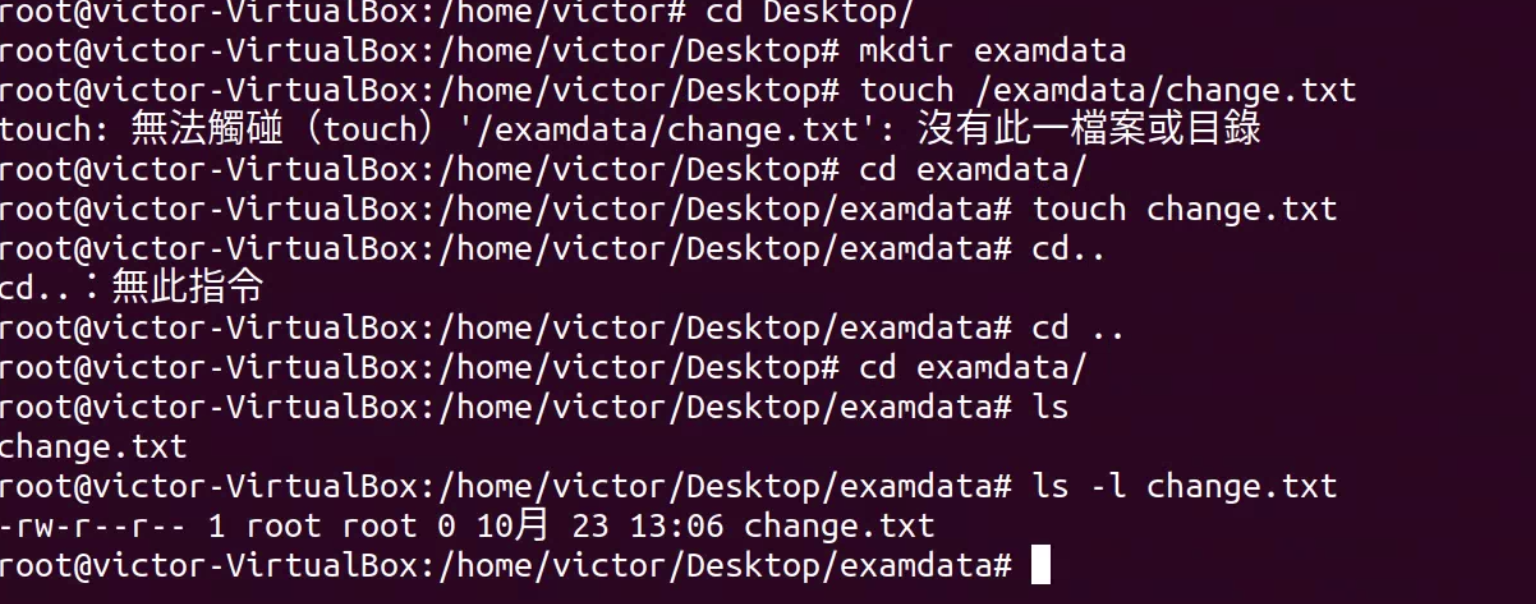 root@victor-VirtualBox:/home/victor# cd Desktop/
root@victor-VirtualBox:/home/victor/Desktop# mkdir examdata
root@victor-VirtualBox:/home/victor/Desktop# touch /examdata/change.txt
touch: 無法觸碰（touch）'/examdata/change.txt': 沒有此一檔案或目錄
root@victor-VirtualBox:/home/victor/Desktop# cd examdata/
root@victor-VirtualBox:/home/victor/Desktop/examdata# touch change.txt
root@victor-VirtualBox:/home/victor/Desktop/examdata# cd..
cd..：無此指令
root@victor-VirtualBox:/home/victor/Desktop/examdata# cd ..
root@victor-VirtualBox:/home/victor/Desktop# cd examdata/
root@victor-VirtualBox:/home/victor/Desktop/examdata# ls
change.txt
root@victor-VirtualBox:/home/victor/Desktop/examdata# ls -l change.txt
-rw-r--r-- 1 root root 0 10月 23 13:06 change.txt
root@victor-VirtualBox:/home/victor/Desktop/examdata#